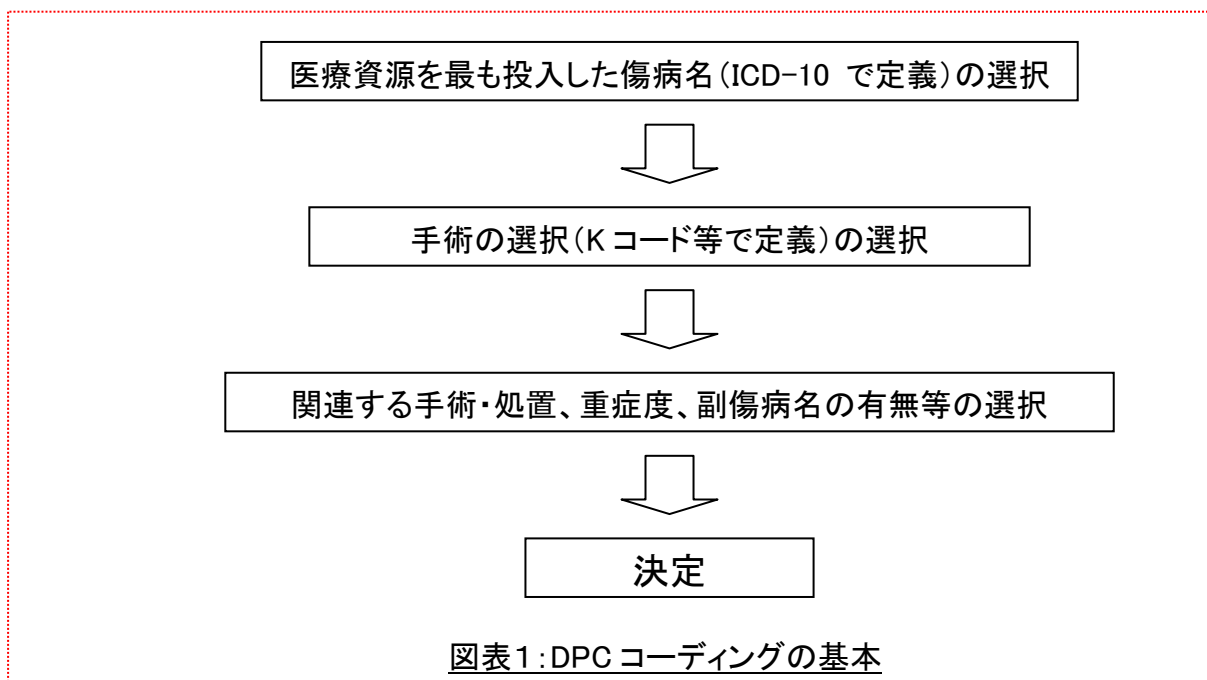 医療資源を最も投入した傷病名(ICD-10 で定義)の選択
手術の選択(K コード等で定義)の選択
関連する手術・処置、重症度、副傷病名の有無等の選択
決定
図表1:DPC コーディングの基本